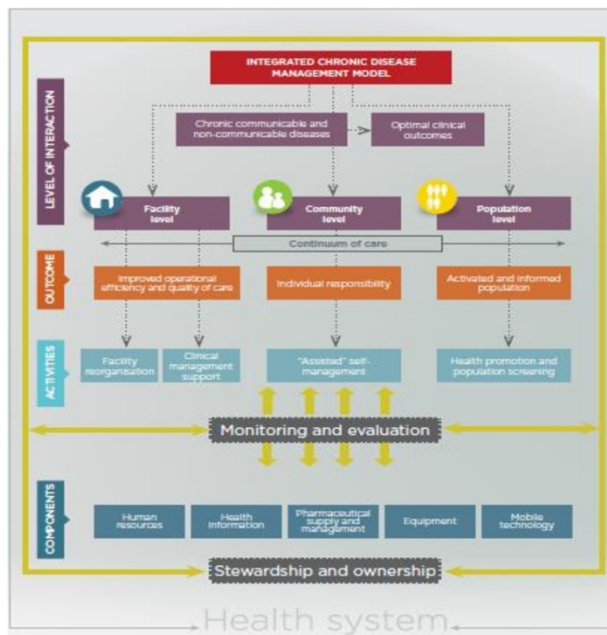 INTEGRATED CHRONIC DISEASE
MANAGEMENT MODEL
LEVEL OF INTERACTION
Chronic communicable and
non-communicable diseases
Optimal clinical
outcomes
Facility
level
Community
level
Population
level
Continuum of care
OUTCOME
Improved operational
efficiency and quality of care
Individual responsibility
Activated and informed
population
ACTIVITIES
Facility
reorganisation
Clinical
management
support
"Assisted" self-
management
Health promotion and
population screening
Monitoring and evaluation
COMPONENTS
Human
resources
Health
information
Pharmaceutical
supply and
management
Equipment
Mobile
technology
Stewardship and ownership
Health system